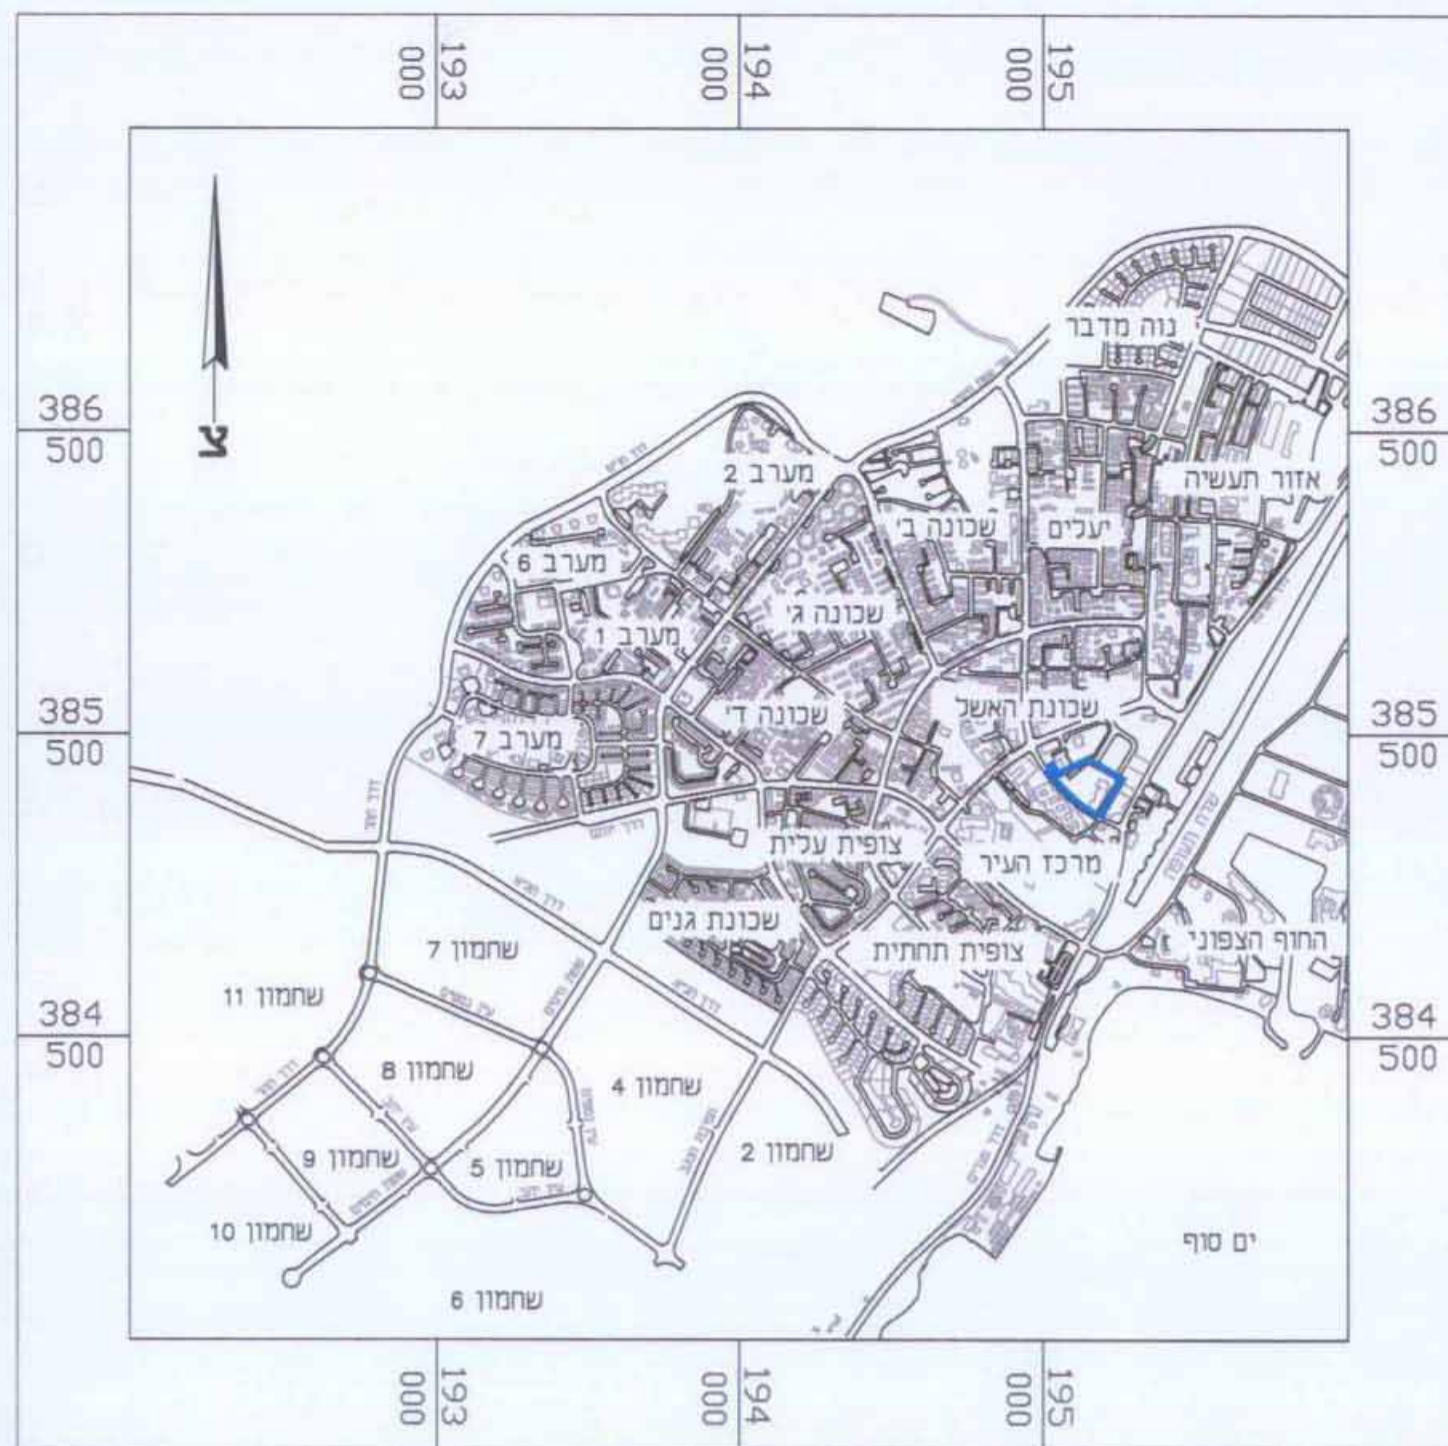 193
000
194
000
195
000
נוה מדבר
386
500
386
500
מערב 2
אזור תעשיה
שכונה ב'
יעלים
מערב 6
שכונה ג'
מערב 1
385
500
385
500
שכונת האשל
שכונה ד'
מערב 7
צופית עלית
מרכז העיר
שכונת גנים
צופית תחתית
החוף הצפוני
שחמון 7
שחמון 11
384
500
384
500
שחמון 8
שחמון 4
שחמון 9
שחמון 5
שחמון 2
שחמון 10
ים סוף
שחמון 6
193
000
194
000
195
000